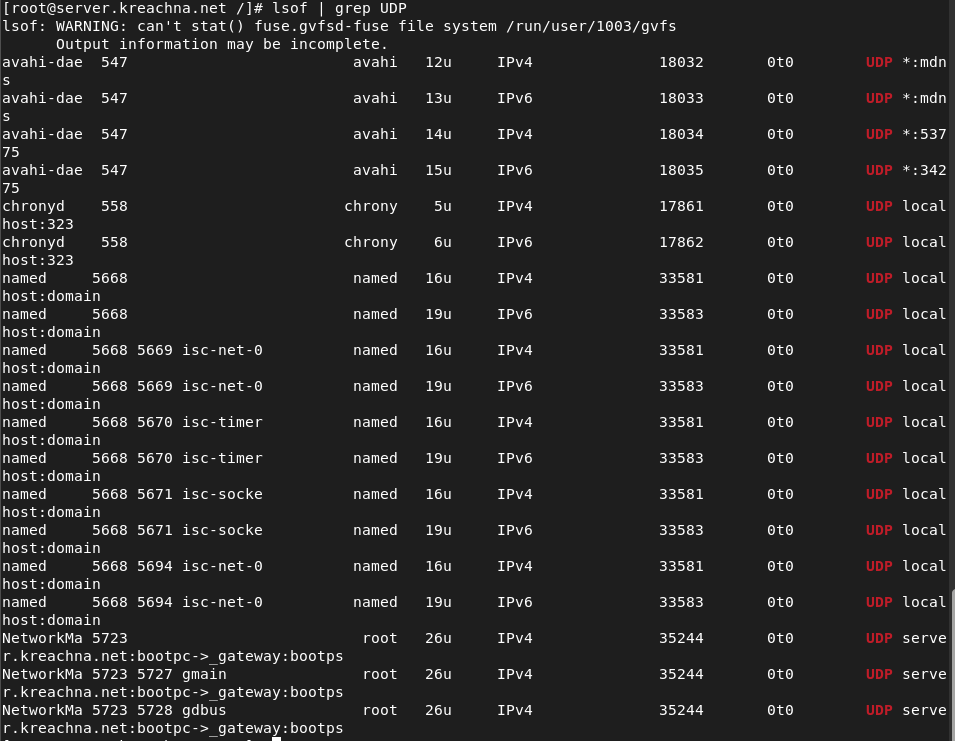 [root@server.kreachna.net /]# lsof | grep UDP
lsof: WARNING: can't stat() fuse.gvfsd-fuse file system /run/user/1003/gvfs
      Output information may be incomplete.
avahi-dae  547                         avahi   12u     IPv4              18032       0t0        UDP *:mdn
s
avahi-dae  547                         avahi   13u     IPv6              18033       0t0        UDP *:mdn
s
avahi-dae  547                         avahi   14u     IPv4              18034       0t0        UDP *:537
75
avahi-dae  547                         avahi   15u     IPv6              18035       0t0        UDP *:342
75
chronyd    558                        chrony    5u     IPv4              17861       0t0        UDP local
host:323
chronyd    558                        chrony    6u     IPv6              17862       0t0        UDP local
host:323
named     5668                         named   16u     IPv4              33581       0t0        UDP local
host:domain
named     5668                         named   19u     IPv6              33583       0t0        UDP local
host:domain
named     5668 5669 isc-net-0          named   16u     IPv4              33581       0t0        UDP local
host:domain
named     5668 5669 isc-net-0          named   19u     IPv6              33583       0t0        UDP local
host:domain
named     5668 5670 isc-timer          named   16u     IPv4              33581       0t0        UDP local
host:domain
named     5668 5670 isc-timer          named   19u     IPv6              33583       0t0        UDP local
host:domain
named     5668 5671 isc-socke          named   16u     IPv4              33581       0t0        UDP local
host:domain
named     5668 5671 isc-socke          named   19u     IPv6              33583       0t0        UDP local
host:domain
named     5668 5694 isc-net-0          named   16u     IPv4              33581       0t0        UDP local
host:domain
named     5668 5694 isc-net-0          named   19u     IPv6              33583       0t0        UDP local
host:domain
NetworkMa 5723                          root   26u     IPv4              35244       0t0        UDP serve
r.kreachna.net:bootpc->_gateway:bootps
NetworkMa 5723 5727 gmain               root   26u     IPv4              35244       0t0        UDP serve
r.kreachna.net:bootpc->_gateway:bootps
NetworkMa 5723 5728 gdbus               root   26u     IPv4              35244       0t0        UDP serve
r.kreachna.net:bootpc->_gateway:bootps